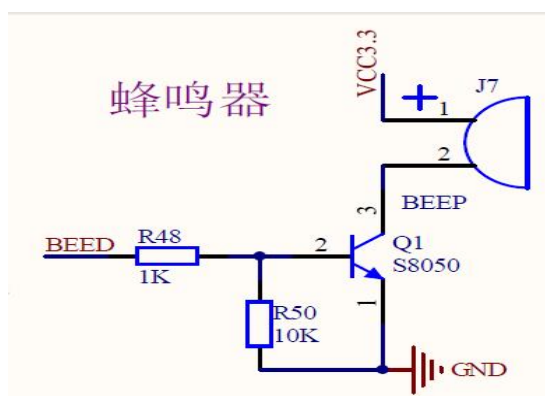 蜂鸣器
VCC3.3
J7
+
1
2
BEEP
3
BEED
R48
1K
2
Q1
S8050
R50
10K
1
GND